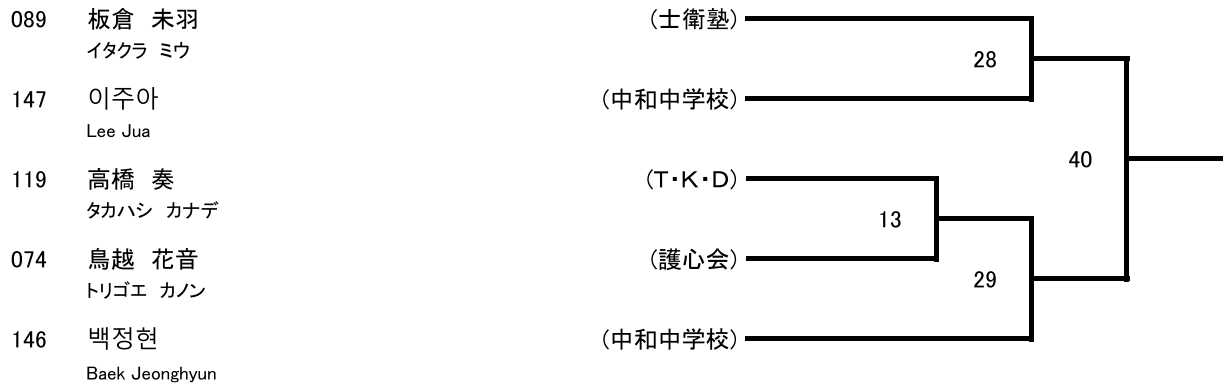 089 板倉 未羽 (士衛塾)
イタクラ ミウ
28
147 이주아 (中和中学校)
Lee Jua
40
119 高橋 奏 (T・K・D)
タカハシ カナデ
13
074 鳥越 花音 (護心会)
トリゴエ カノン
29
146 백정현 (中和中学校)
Baek Jeonghyun